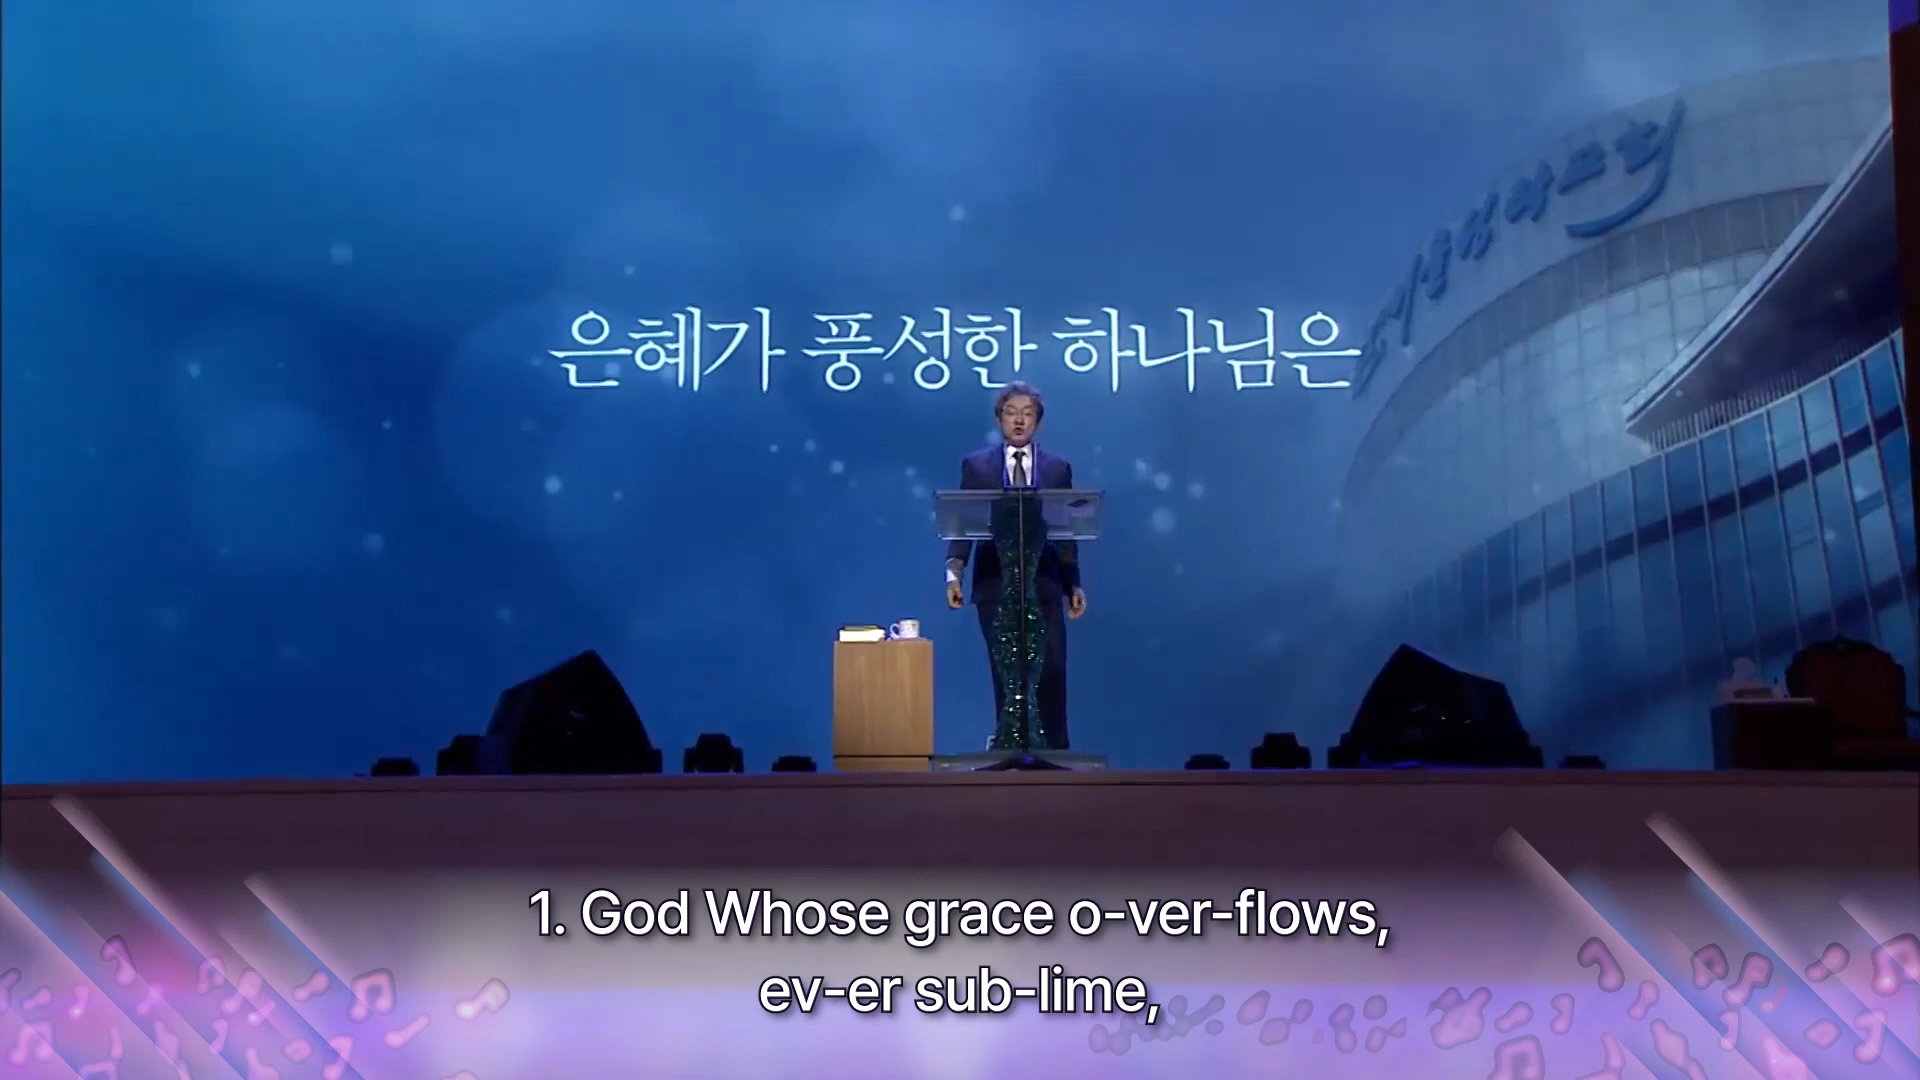 은혜가 풍성한 하나님은
1. God Whose grace o-ver-flows,
ev-er sub-lime,